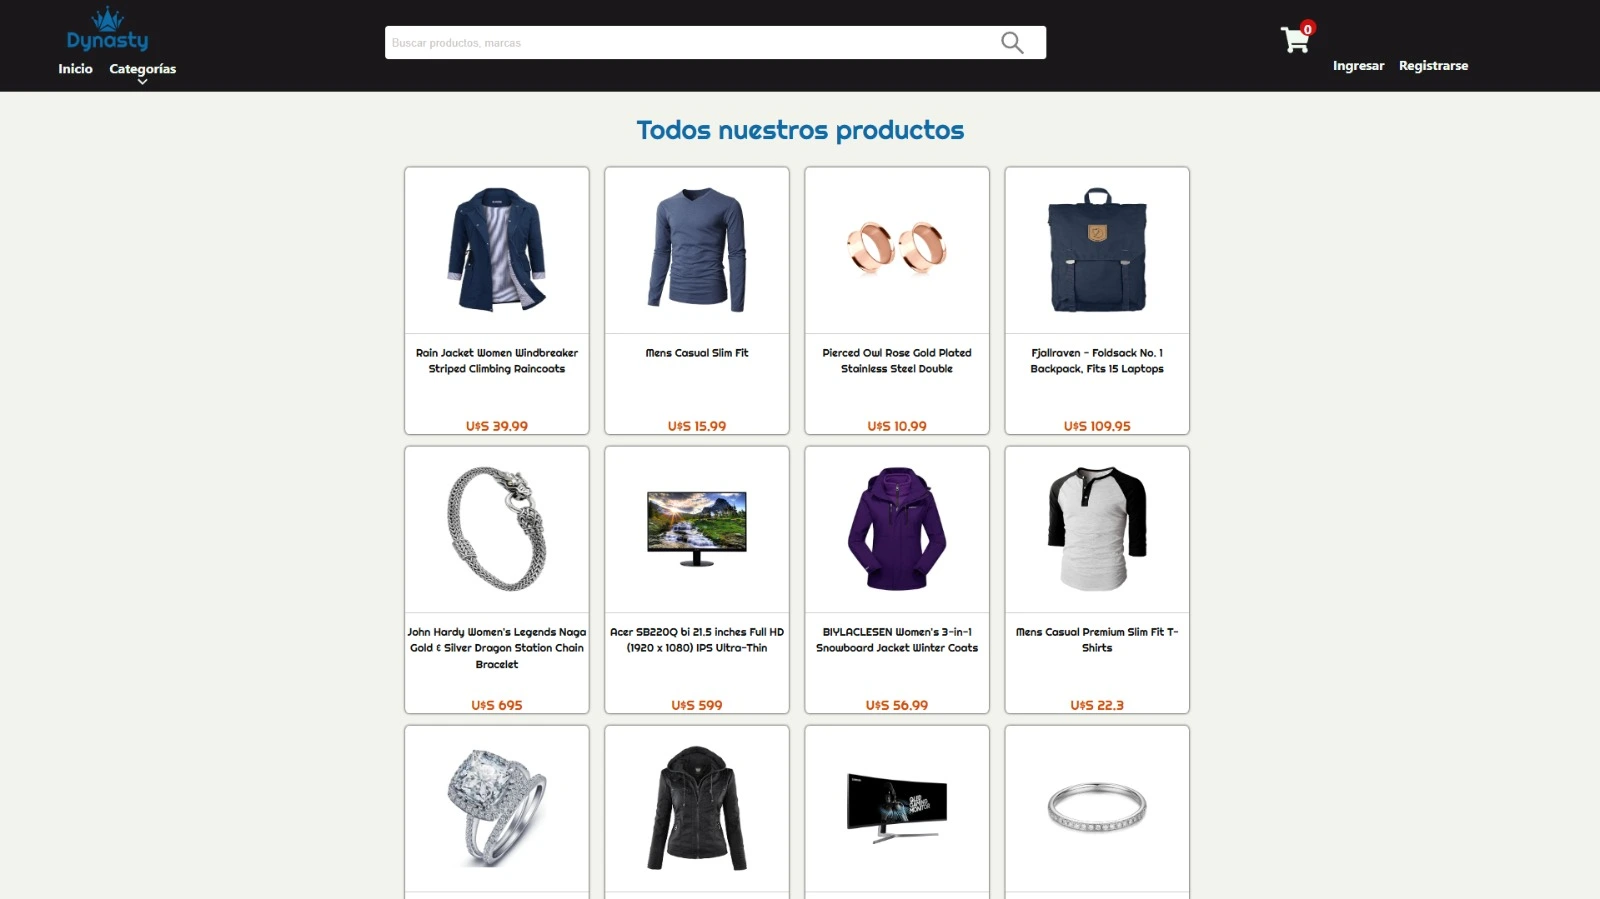 Dynasty
Inicio Categorías
Buscar productos, marcas
0
Ingresar Registrarse
Todos nuestros productos
Rain Jacket Women Windbreaker
Striped Climbing Raincoats
U$S 39.99
Mens Casual Slim Fit
U$S 15.99
Pierced Owl Rose Gold Plated
Stainless Steel Double
U$S 10.99
Fjallraven - Foldsack No. 1
Backpack, Fits 15 Laptops
U$S 109.95
John Hardy Women's Legends Naga
Gold & Silver Dragon Station Chain
Bracelet
U$S 695
Acer SB220Q bi 21.5 inches Full HD
(1920 x 1080) IPS Ultra-Thin
U$S 599
BIYLACLESEN Women's 3-in-1
Snowboard Jacket Winter Coats
U$S 56.99
Mens Casual Premium Slim Fit T-
Shirts
U$S 22.3
QLED
GAMING
MONITOR